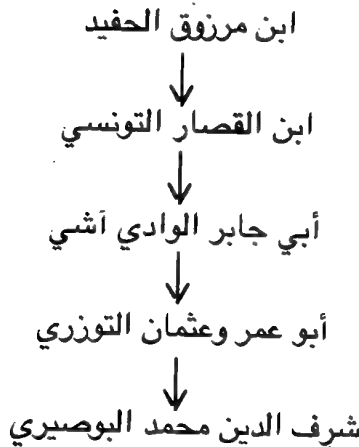 ابن مرزوق الحفيد
ابن القصار التونسي
أبي جابر الوادي آشي
أبو عمر وعثمان التوزري
شرف الدين محمد البوصيري